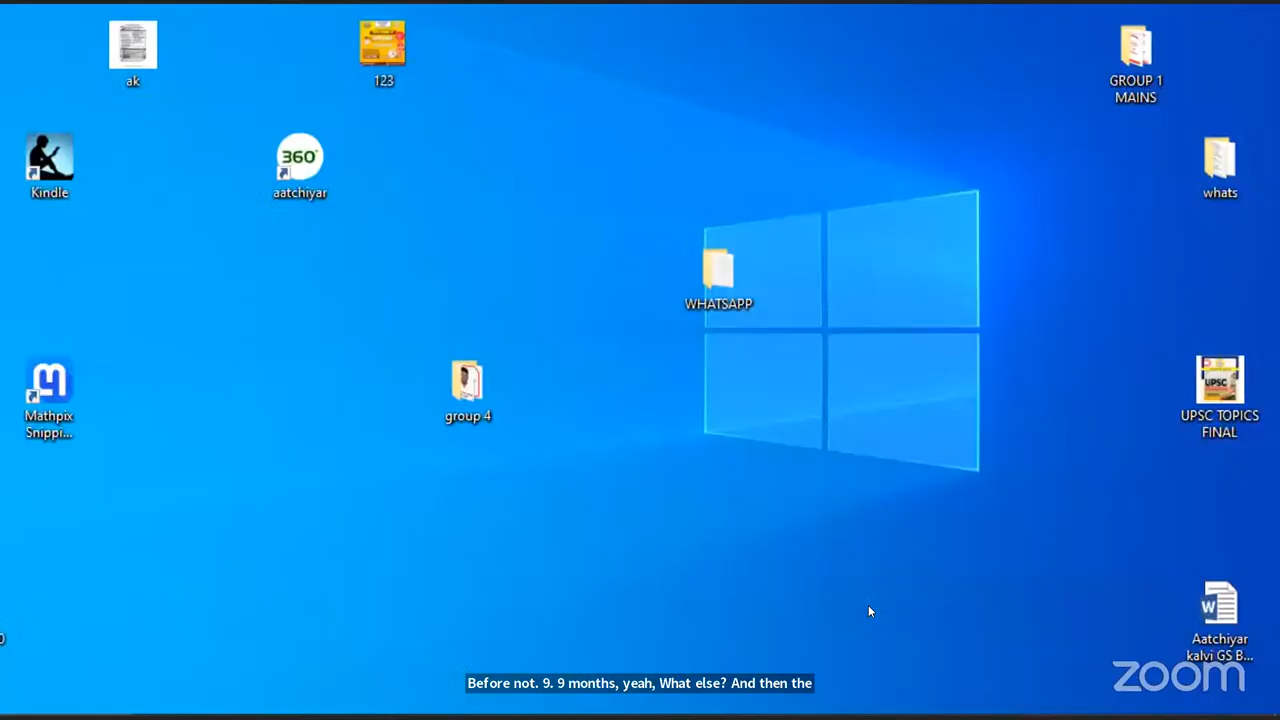 ak
123
GROUP 1
MAINS
Kindle
360°
aatchiyar
whats
WHATSAPP
Mathpix
Snippi...
group 4
UPSC
UPSC TOPICS
FINAL
W
Aatchiyar
kalvi GS B...
zoom
Before not. 9. 9 months, yeah, What else? And then the